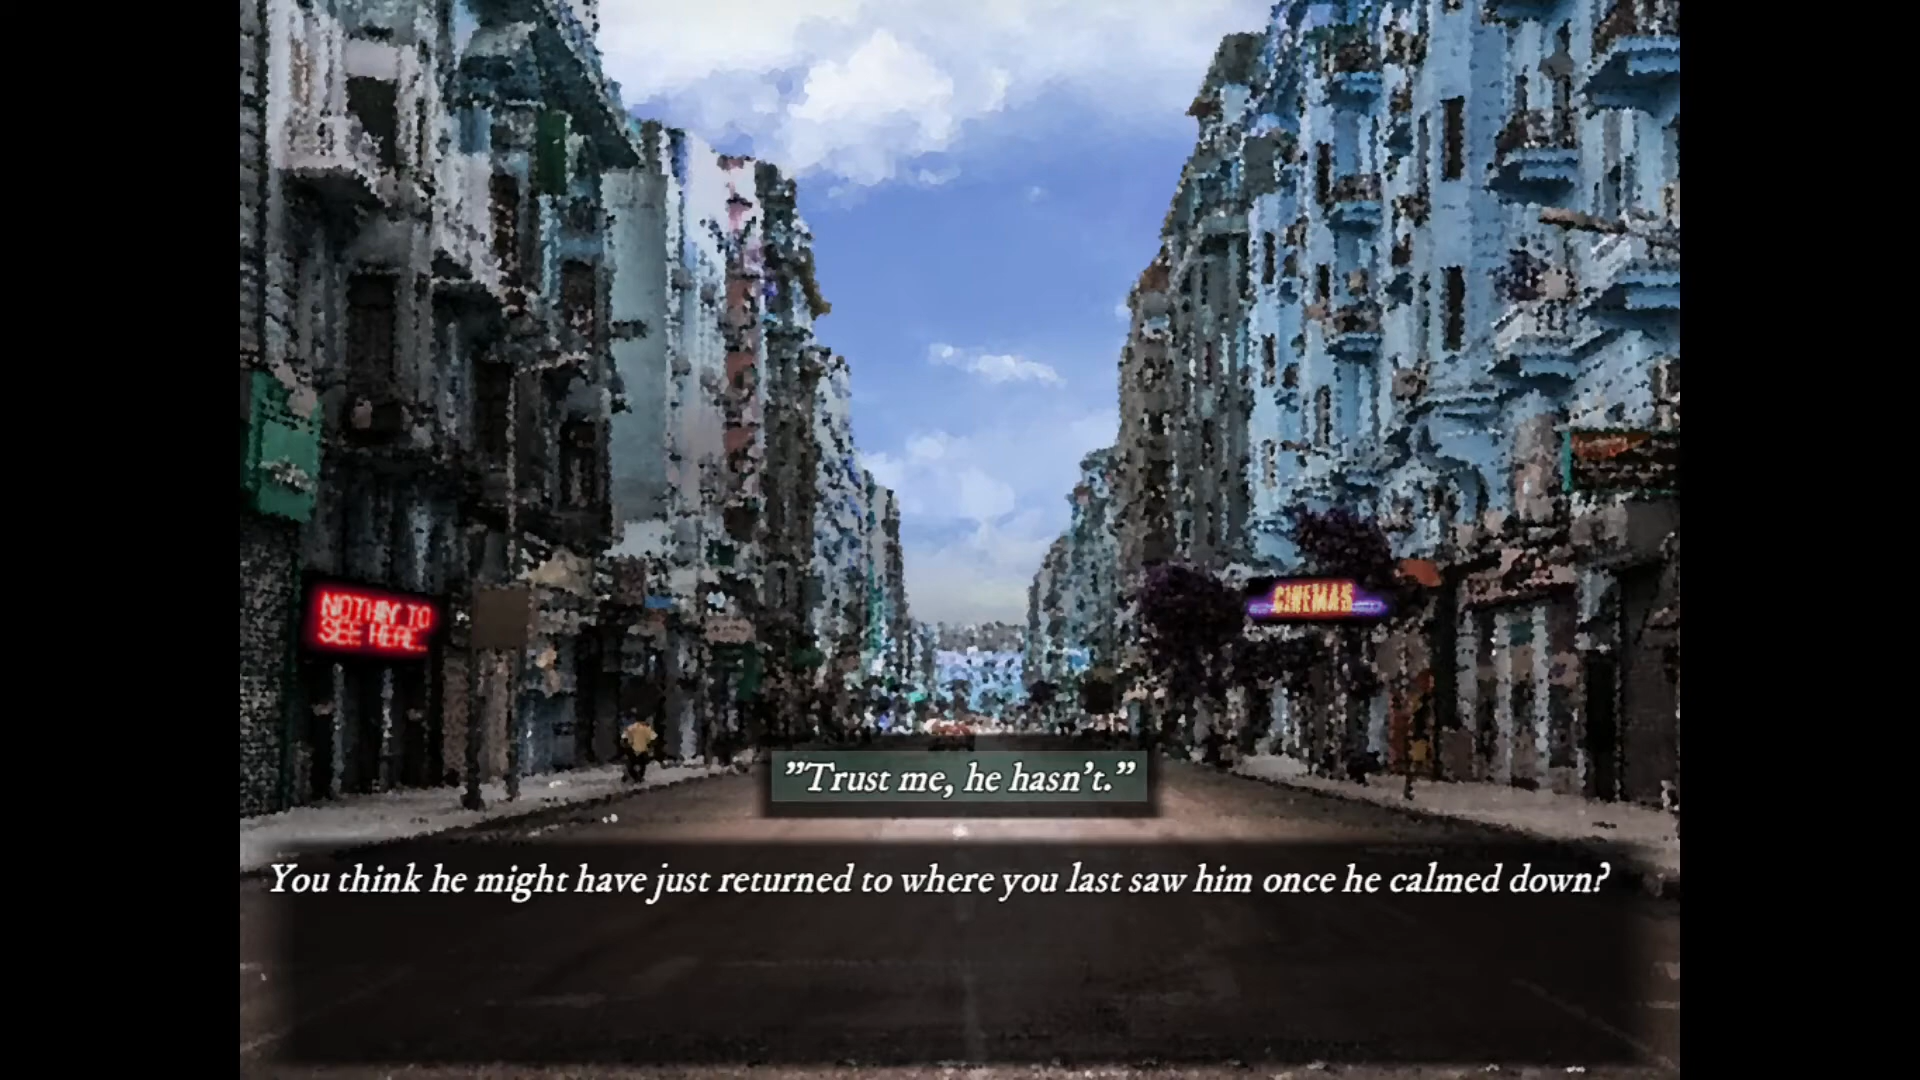 NOTHIN TO
SEE HERE...
CINEMAS
"Trust me, he hasn't."
You think he might have just returned to where you last saw him once he calmed down?